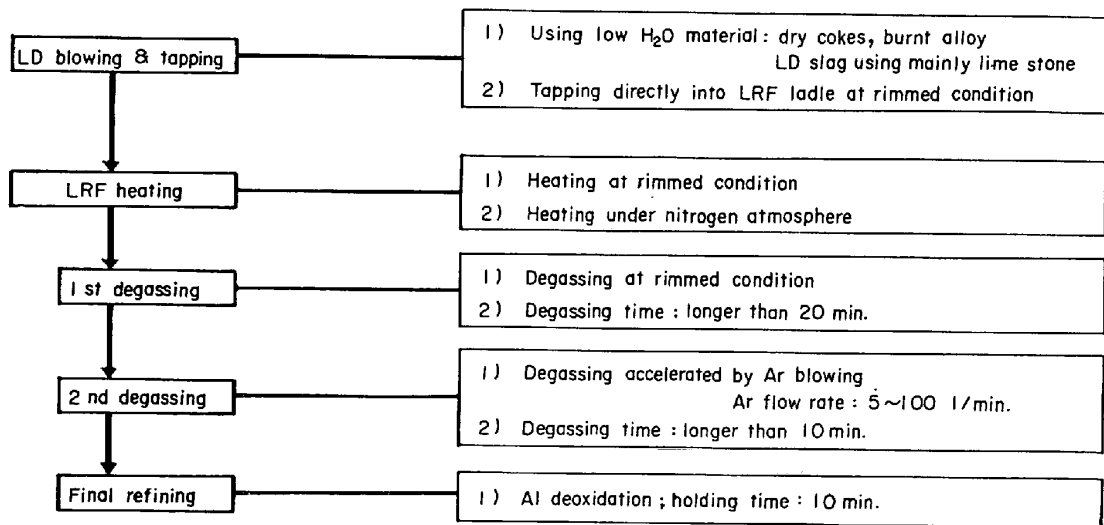 LD blowing & tapping
1) Using low H₂O material : dry cokes, burnt alloy
LD slag using mainly lime stone
2) Tapping directly into LRF ladle at rimmed condition
LRF heating
1) Heating at rimmed condition
2) Heating under nitrogen atmosphere
1 st degassing
1) Degassing at rimmed condition
2) Degassing time : longer than 20 min.
2 nd degassing
1) Degassing accelerated by Ar blowing
Ar flow rate : 5~100 l/min.
2) Degassing time : longer than 10 min.
Final refining
1) Al deoxidation ; holding time : 10 min.